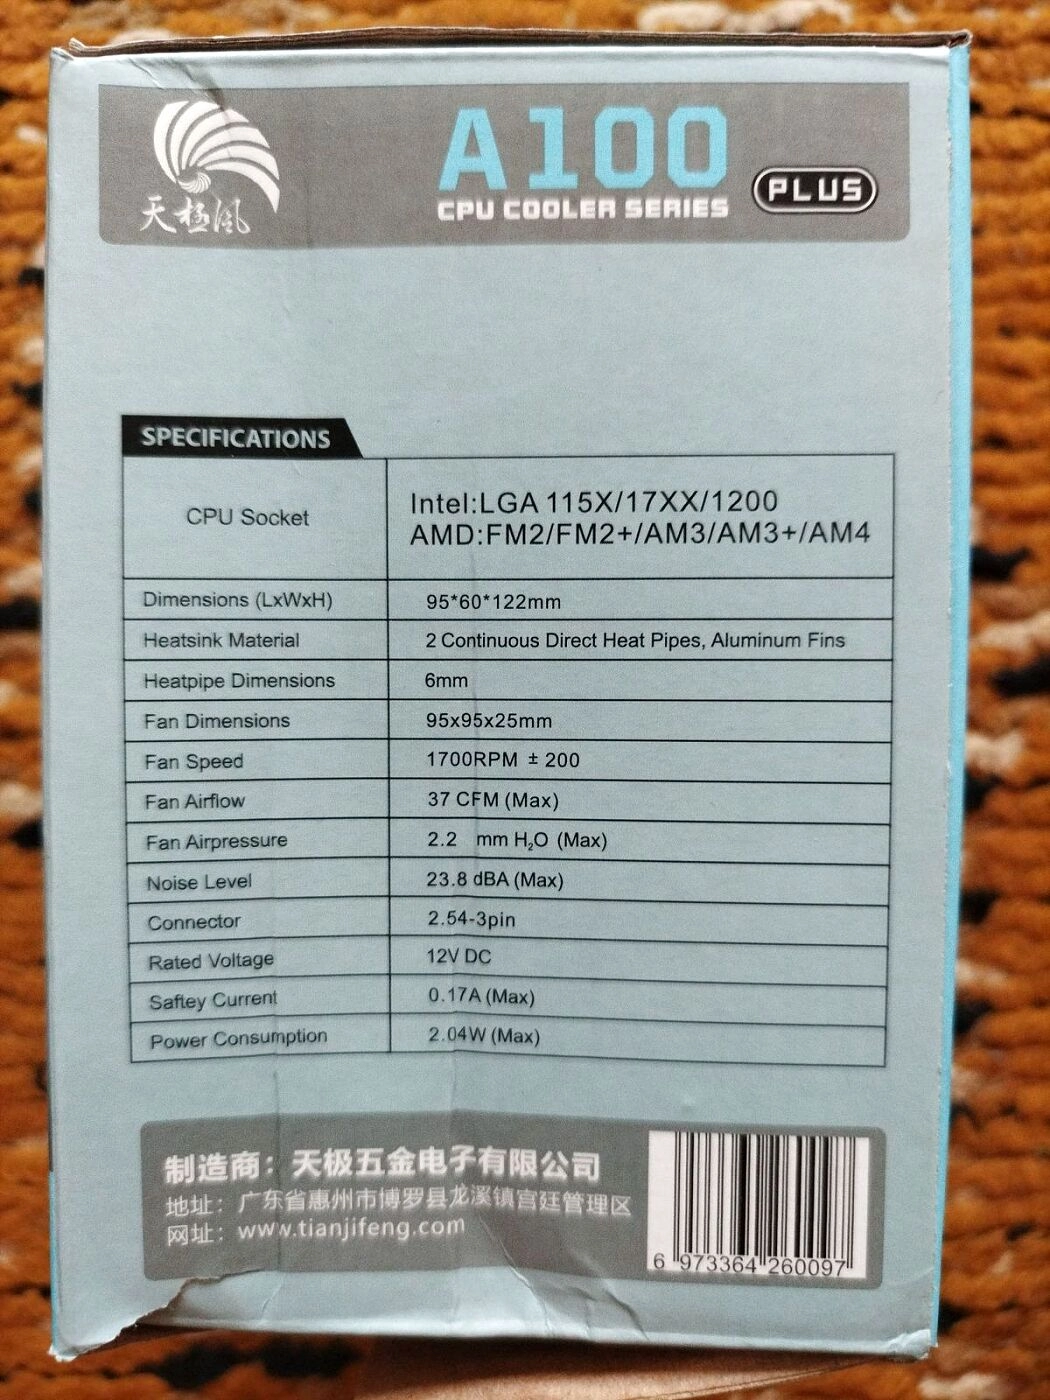 天极风
A100
CPU COOLER SERIES
PLUS
SPECIFICATIONS
CPU Socket
Intel:LGA 115X/17XX/1200
AMD:FM2/FM2+/AM3/AM3+/AM4
Dimensions (LxWxH) 95*60*122mm
Heatsink Material 2 Continuous Direct Heat Pipes, Aluminum Fins
Heatpipe Dimensions 6mm
Fan Dimensions 95x95x25mm
Fan Speed 1700RPM ± 200
Fan Airflow 37 CFM (Max)
Fan Airpressure 2.2 mm H₂O (Max)
Noise Level 23.8 dBA (Max)
Connector 2.54-3pin
Rated Voltage 12V DC
Saftey Current 0.17A (Max)
Power Consumption 2.04W (Max)
制造商：天极五金电子有限公司
地址：广东省惠州市博罗县龙溪镇宫廷管理区
网址：www.tianjifeng.com
6 973364 260097